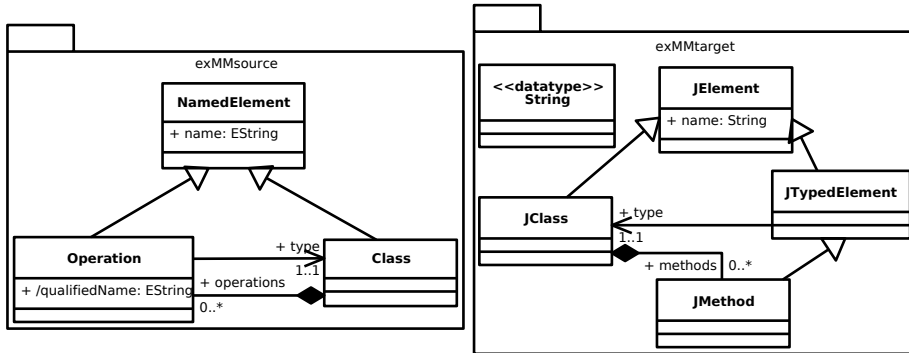 exMMsource
NamedElement
+ name: EString
Operation
+ /qualifiedName: EString
+ type
1..1
+ operations
0..*
Class
exMMtarget
<<datatype>>
String
JElement
+ name: String
JClass
+ type
1..1
JTypedElement
+ methods
0..*
JMethod